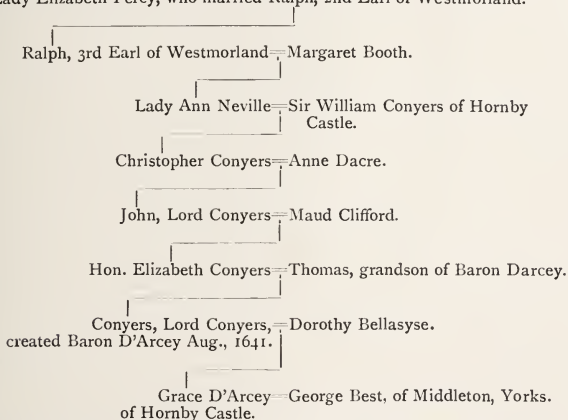 Lady Elizabeth Percy, who married Ralph, 2nd Earl of Westmorland.
Ralph, 3rd Earl of Westmorland=Margaret Booth.
Lady Ann Neville=Sir William Conyers of Hornby
Castle.
Christopher Conyers=Anne Dacre.
John, Lord Conyers=Maud Clifford.
Hon. Elizabeth Conyers=Thomas, grandson of Baron Darcey.
Conyers, Lord Conyers,=Dorothy Bellasyse.
created Baron D'Arcey Aug., 1641.
Grace D'Arcey=George Best, of Middleton, Yorks.
of Hornby Castle.